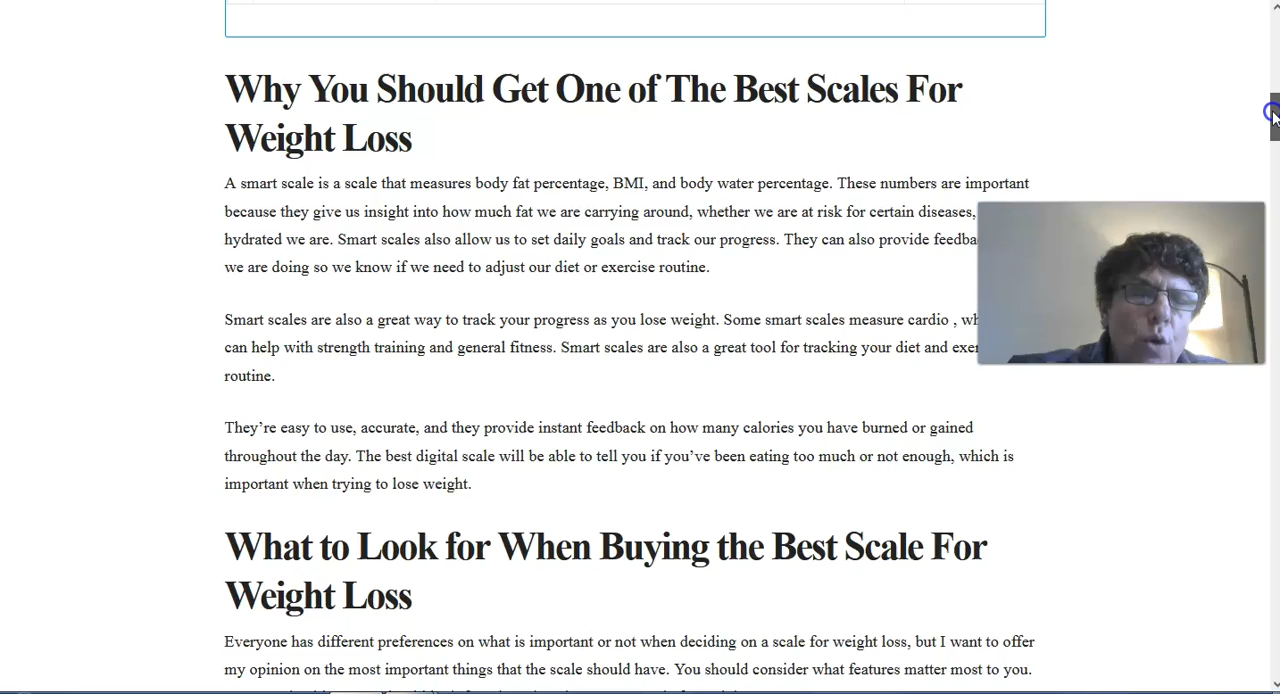 Why You Should Get One of The Best Scales For
Weight Loss
A smart scale is a scale that measures body fat percentage, BMI, and body water percentage. These numbers are important
because they give us insight into how much fat we are carrying around, whether we are at risk for certain diseases,
hydrated we are. Smart scales also allow us to set daily goals and track our progress. They can also provide
we are doing so we know if we need to adjust our diet or exercise routine.
Smart scales are also a great way to track your progress as you lose weight. Some smart scales measure cardio ,
can help with strength training and general fitness. Smart scales are also a great tool for tracking your diet and
routine.
They’re easy to use, accurate, and they provide instant feedback on how many calories you have burned or gained
throughout the day. The best digital scale will be able to tell you if you’ve been eating too much or not enough, which is
important when trying to lose weight.
What to Look for When Buying the Best Scale For
Weight Loss
Everyone has different preferences on what is important or not when deciding on a scale for weight loss, but I want to offer
my opinion on the most important things that the scale should have. You should consider what features matter most to you.